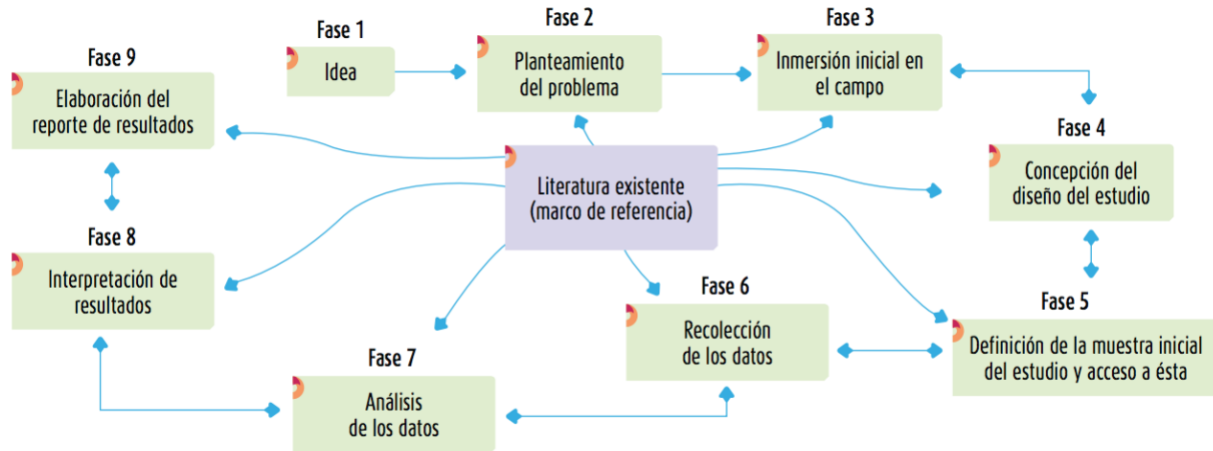 Fase 1
Idea
Fase 2
Planteamiento
del problema
Fase 3
Inmersión inicial en
el campo
Fase 4
Concepción del
diseño del estudio
Fase 5
Definición de la muestra inicial
del estudio y acceso a ésta
Fase 6
Recolección
de los datos
Fase 7
Análisis
de los datos
Fase 8
Interpretación de
resultados
Fase 9
Elaboración del
reporte de resultados
Literatura existente
(marco de referencia)